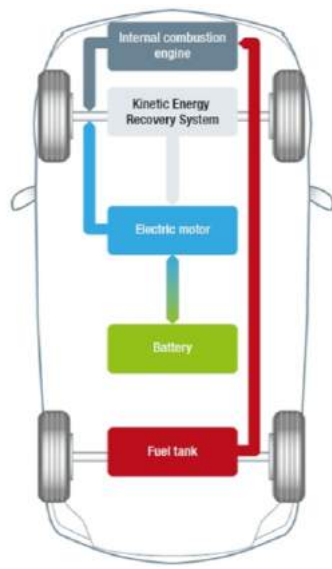 Internal combustion
engine
Kinetic Energy
Recovery System
Electric motor
Battery
Fuel tank